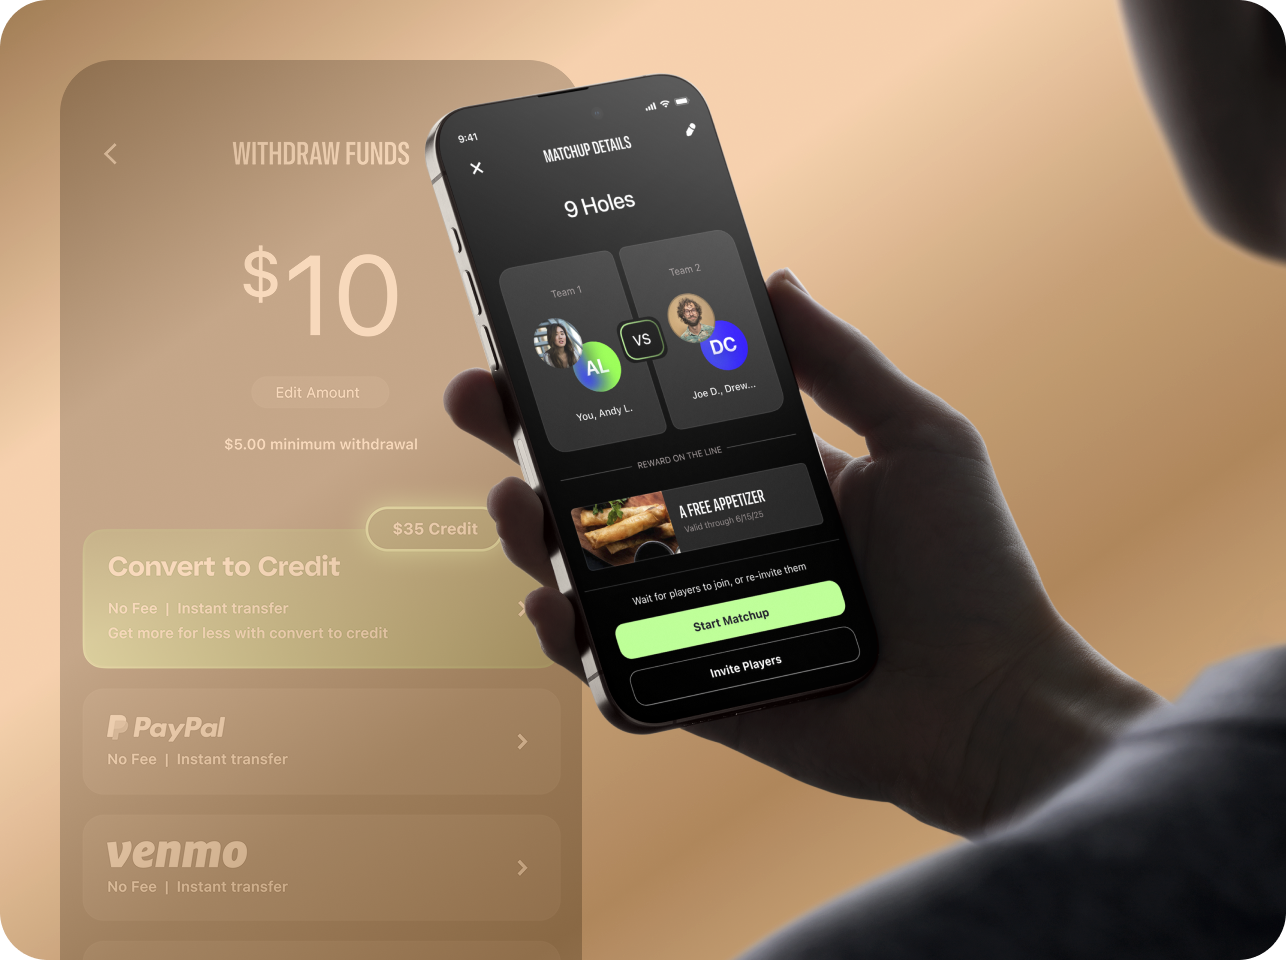 WITHDRAW FUNDS
$10
Edit Amount
$5.00 minimum withdrawal
$35 Credit
Convert to Credit
No Fee | Instant transfer
Get more for less with convert to credit
PayPal
No Fee | Instant transfer
venmo
No Fee | Instant transfer
9:41
MATCHUP DETAILS
9 Holes
Team 1
Team 2
AL
VS
DC
You, Andy L.
Joe D., Drew...
REWARD ON THE LINE
A FREE APPETIZER
Valid through 6/15/25
Wait for players to join, or re-invite them
Start Matchup
Invite Players